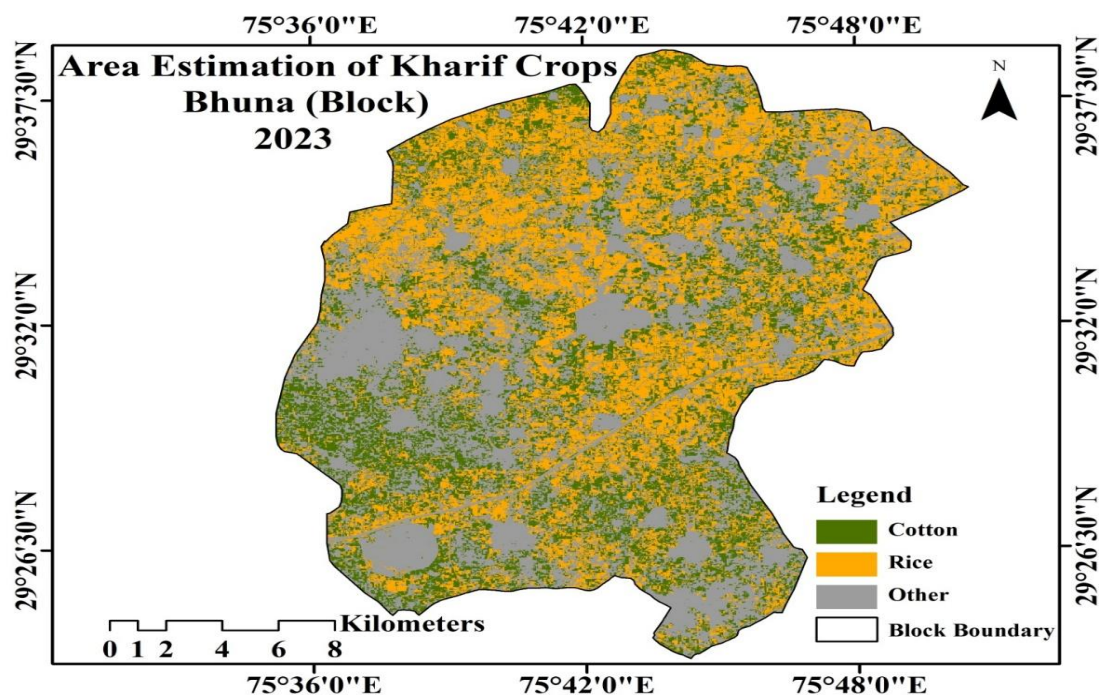 75°36'0"E 75°42'0"E 75°48'0"E
Area Estimation of Kharif Crops
Bhuna (Block)
2023
N
29°37'30"N 29°37'30"N
29°32'0"N 29°32'0"N
29°26'30"N 29°26'30"N
Legend
Cotton
Rice
Other
Block Boundary
Kilometers
0 1 2 4 6 8
75°36'0"E 75°42'0"E 75°48'0"E